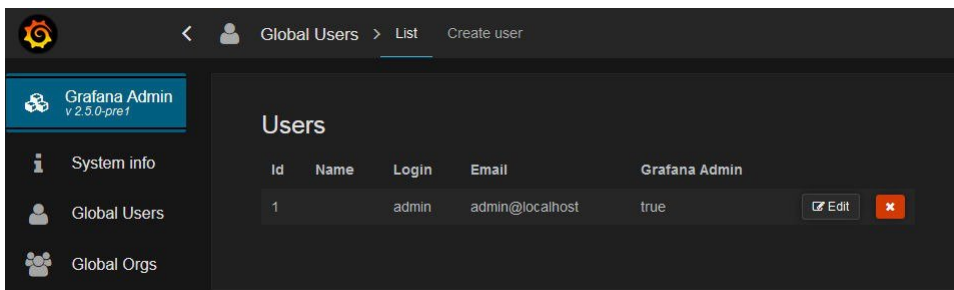 Global Users > List Create user
Grafana Admin
v 2.5.0-pre1
System info
Global Users
Global Orgs
Users
Id Name Login Email Grafana Admin
1 admin admin@localhost true Edit